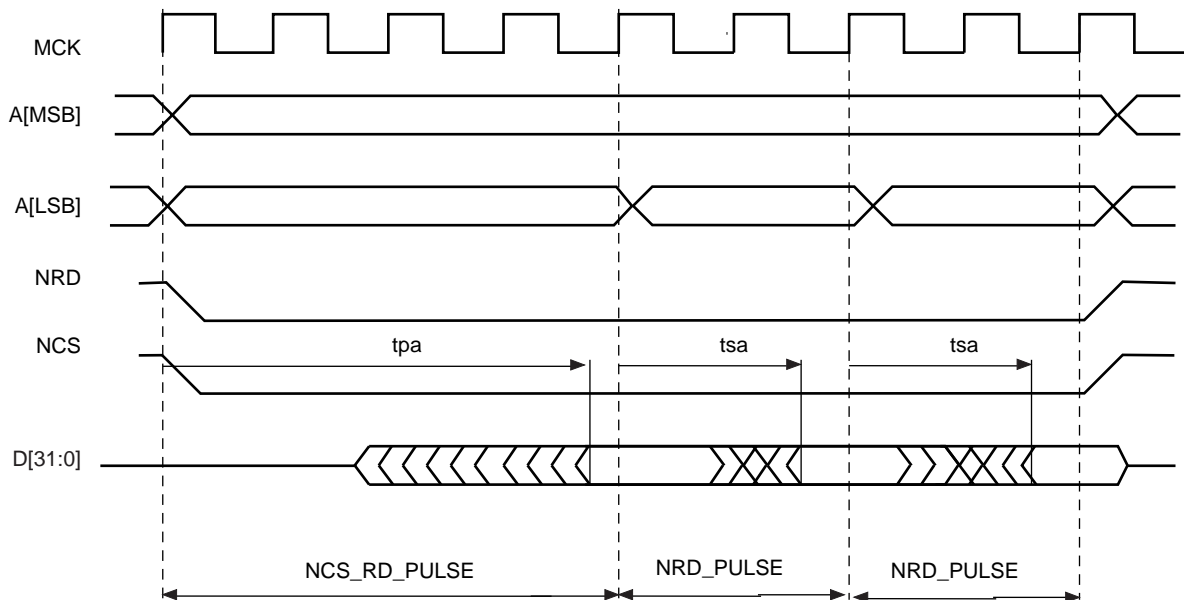 MCK
A[MSB]
A[LSB]
NRD
NCS
tpa
tsa
tsa
D[31:0]
NCS_RD_PULSE
NRD_PULSE
NRD_PULSE